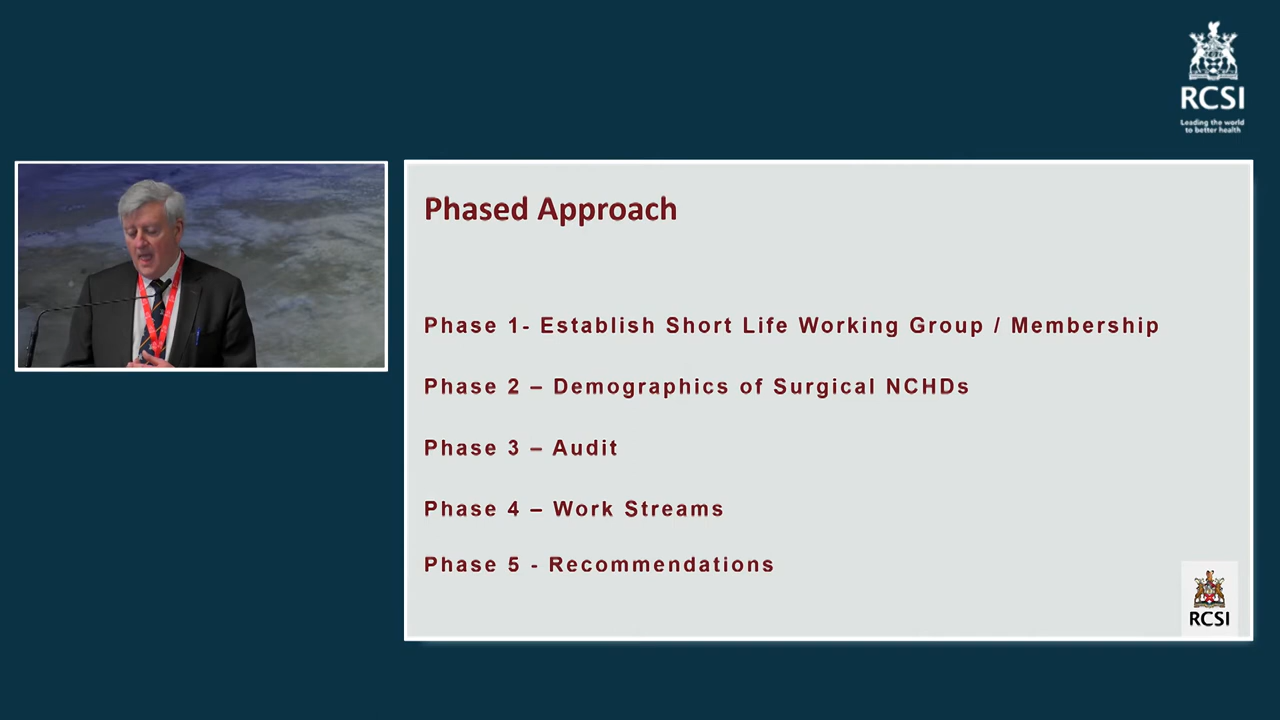 RCSI
Leading the world
to better health
Phased Approach
Phase 1- Establish Short Life Working Group / Membership
Phase 2 – Demographics of Surgical NCHDs
Phase 3 – Audit
Phase 4 – Work Streams
Phase 5 - Recommendations
RCSI